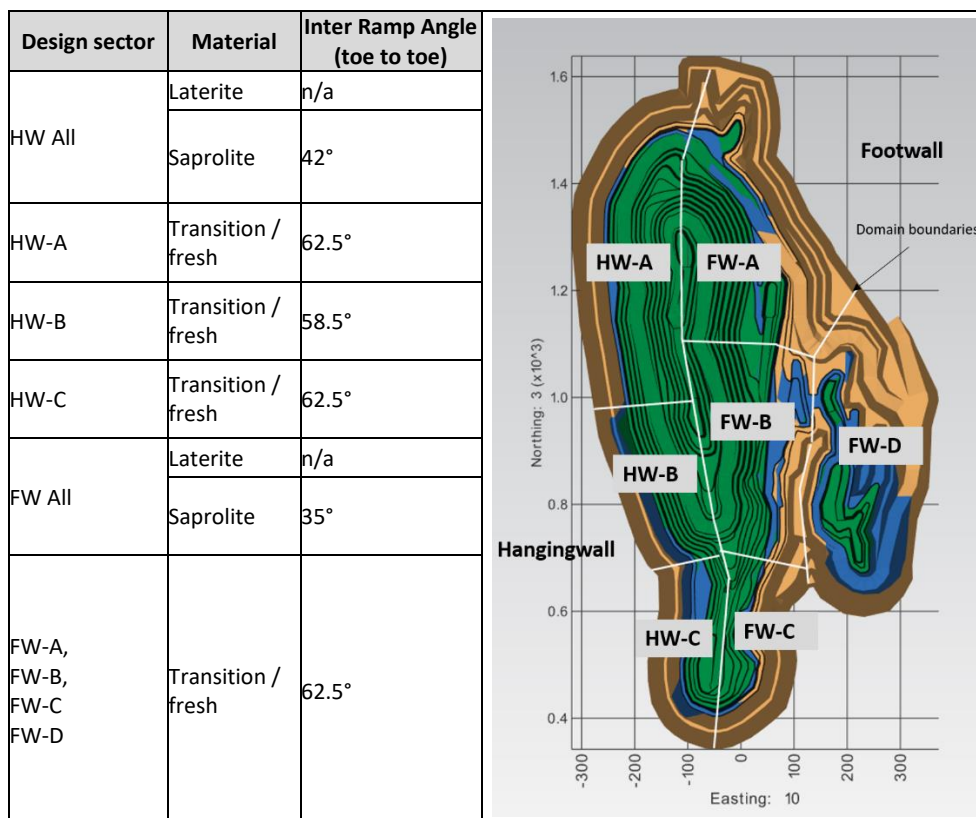 Design sector
Material
Inter Ramp Angle
(toe to toe)
HW All
Laterite
n/a
Saprolite
42°
HW-A
Transition /
fresh
62.5°
HW-B
Transition /
fresh
58.5°
HW-C
Transition /
fresh
62.5°
FW All
Laterite
n/a
Saprolite
35°
FW-A,
FW-B,
FW-C
FW-D
Transition /
fresh
62.5°
1.6
1.4
1.2
1.0
0.8
0.6
0.4
Northing: 3 (x10^3)
Footwall
Domain boundaries
HW-A
FW-A
FW-B
FW-D
HW-B
Hangingwall
HW-C
FW-C
-300
-200
-100
0
100
200
300
Easting: 10